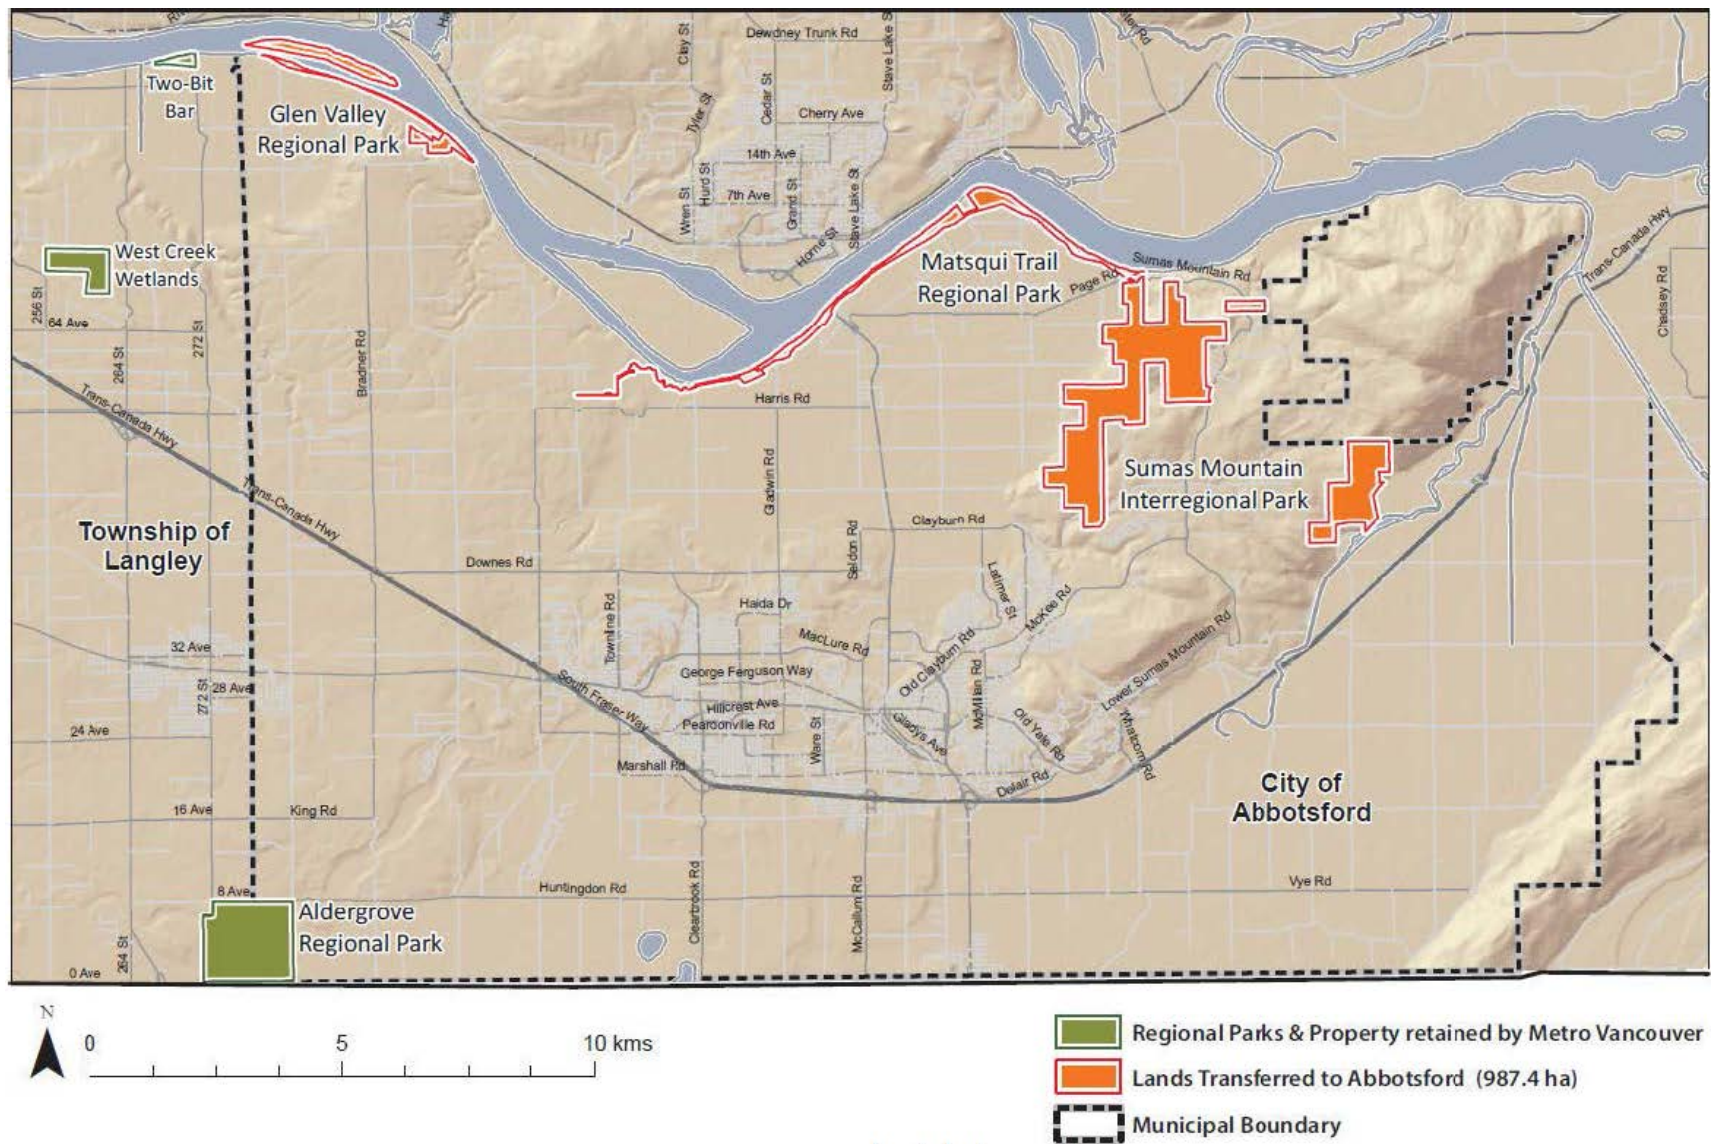 Dewdney Trunk Rd
Clay St
Stave Lake S
Two-Bit
Bar
Glen Valley
Regional Park
Tyler St
Cedar St
Cherry Ave
14th Ave
7th Ave
Wren St
Hurd St
Grand St
Stave Lake St
Horne St
West Creek
Wetlands
Matsqui Trail
Regional Park
Page Rd
Sumas Mountain Rd
Trans-Canada Hwy
Chadsey Rd
256 St
64 Ave
264 St
272 St
Bradner Rd
Trans-Canada Hwy
Harris Rd
Gladwin Rd
Sumas Mountain
Interregional Park
Trans-Canada Hwy
Township of
Langley
Clayburn Rd
Seldon Rd
Downes Rd
Latimer St
McKee Rd
Townline Rd
Haida Dr
MacLure Rd
Old Clayburn Rd
Lower Sumas Mountain Rd
32 Ave
George Ferguson Way
McMillan Rd
272 St
28 Ave
South Fraser Way
Hillcrest Ave
Peardonville Rd
Ware St
Gladys Ave
Old Yale Rd
Whatcom Rd
24 Ave
Marshall Rd
Delair Rd
City of
Abbotsford
16 Ave
King Rd
8 Ave
Huntingdon Rd
Clearbrook Rd
McCallum Rd
Vye Rd
Aldergrove
Regional Park
264 St
0 Ave
N
0 5 10 kms
Regional Parks & Property retained by Metro Vancouver
Lands Transferred to Abbotsford (987.4 ha)
Municipal Boundary